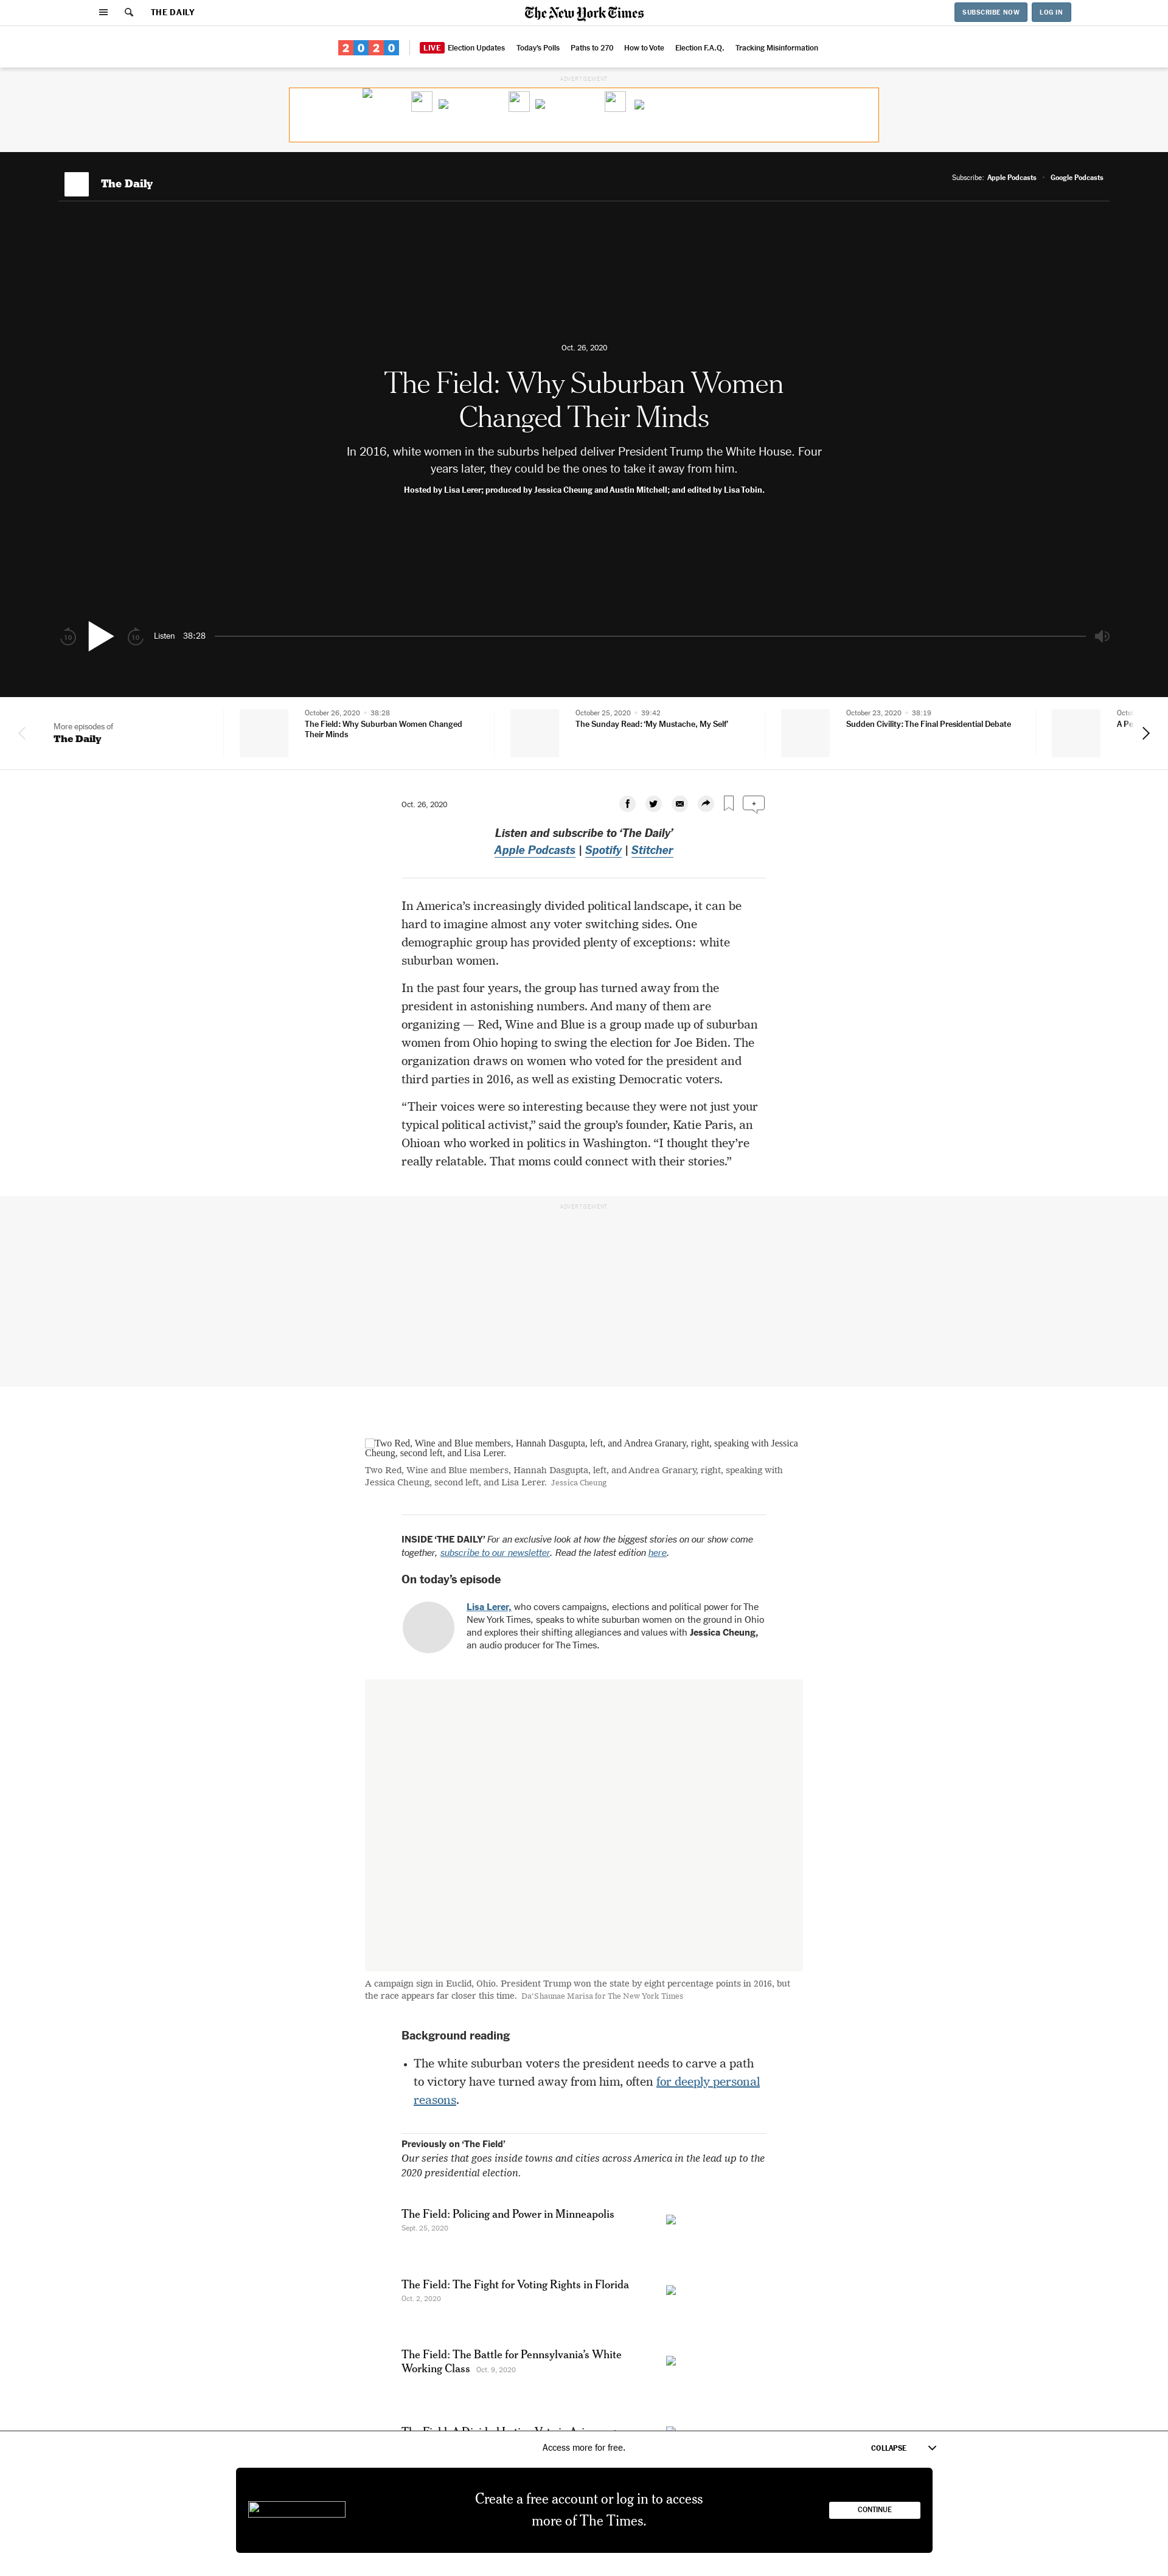 THE DAILY
The New York Times
SUBSCRIBE NOW
LOG IN
2020
LIVE Election Updates
Today's Polls
Paths to 270
How to Vote
Election F.A.Q.
Tracking Misinformation
ADVERTISEMENT
The Daily
Subscribe: Apple Podcasts • Google Podcasts
Oct. 26, 2020
The Field: Why Suburban Women
Changed Their Minds
In 2016, white women in the suburbs helped deliver President Trump the White House. Four
years later, they could be the ones to take it away from him.
Hosted by Lisa Lerer; produced by Jessica Cheung and Austin Mitchell; and edited by Lisa Tobin.
10
10
Listen 38:28
More episodes of
The Daily
October 26, 2020 • 38:28
The Field: Why Suburban Women Changed
Their Minds
October 25, 2020 • 39:42
The Sunday Read: ‘My Mustache, My Self’
October 23, 2020 • 38:19
Sudden Civility: The Final Presidential Debate
Octo
A Pe
Oct. 26, 2020
+
Listen and subscribe to ‘The Daily’
Apple Podcasts | Spotify | Stitcher
In America’s increasingly divided political landscape, it can be
hard to imagine almost any voter switching sides. One
demographic group has provided plenty of exceptions: white
suburban women.
In the past four years, the group has turned away from the
president in astonishing numbers. And many of them are
organizing — Red, Wine and Blue is a group made up of suburban
women from Ohio hoping to swing the election for Joe Biden. The
organization draws on women who voted for the president and
third parties in 2016, as well as existing Democratic voters.
“Their voices were so interesting because they were not just your
typical political activist,” said the group’s founder, Katie Paris, an
Ohioan who worked in politics in Washington. “I thought they’re
really relatable. That moms could connect with their stories.”
ADVERTISEMENT
Two Red, Wine and Blue members, Hannah Dasgupta, left, and Andrea Granary, right, speaking with Jessica
Cheung, second left, and Lisa Lerer.
Two Red, Wine and Blue members, Hannah Dasgupta, left, and Andrea Granary, right, speaking with
Jessica Cheung, second left, and Lisa Lerer. Jessica Cheung
INSIDE ‘THE DAILY’ For an exclusive look at how the biggest stories on our show come
together, subscribe to our newsletter. Read the latest edition here.
On today’s episode
Lisa Lerer, who covers campaigns, elections and political power for The
New York Times, speaks to white suburban women on the ground in Ohio
and explores their shifting allegiances and values with Jessica Cheung,
an audio producer for The Times.
A campaign sign in Euclid, Ohio. President Trump won the state by eight percentage points in 2016, but
the race appears far closer this time. Da’Shaunae Marisa for The New York Times
Background reading
• The white suburban voters the president needs to carve a path
to victory have turned away from him, often for deeply personal
reasons.
Previously on ‘The Field’
Our series that goes inside towns and cities across America in the lead up to the
2020 presidential election.
The Field: Policing and Power in Minneapolis
Sept. 25, 2020
The Field: The Fight for Voting Rights in Florida
Oct. 2, 2020
The Field: The Battle for Pennsylvania’s White
Working Class Oct. 9, 2020
Access more for free.
COLLAPSE
Create a free account or log in to access
more of The Times.
CONTINUE